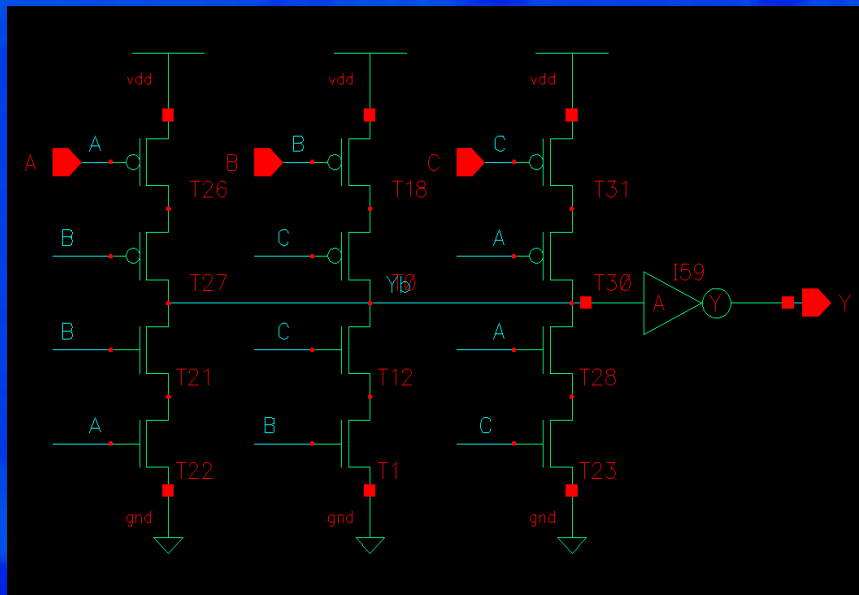 vdd vdd vdd
A A B B C C
T26 T18 T31
B C A
T27 T0 T30 I59
Yb
A Y Y
B C A
T21 T12 T28
A B C
T22 T1 T23
gnd gnd gnd